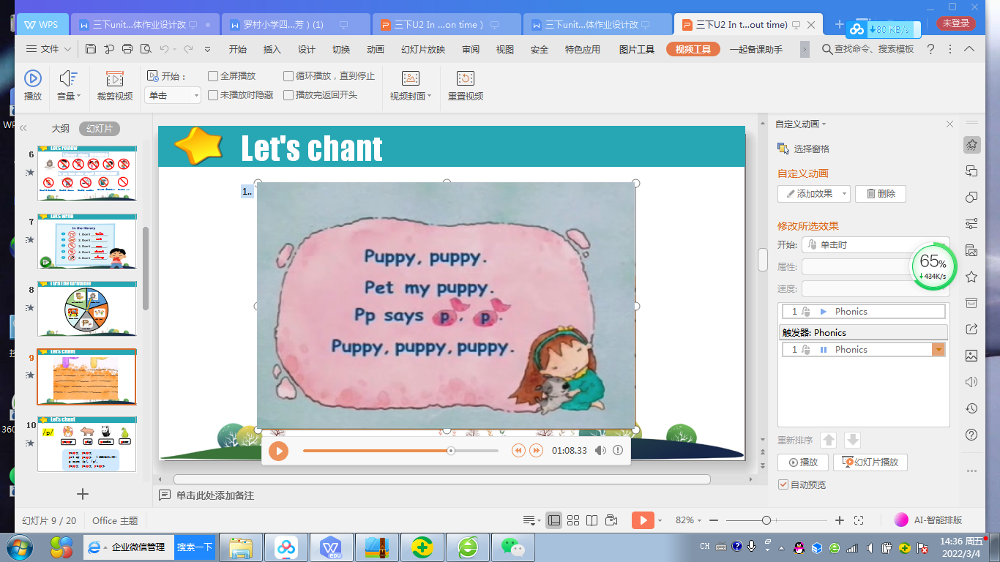 WPS
三下unit...体作业设计改
罗村小学四...芳）(1)
三下U2 In ...on time）
三下unit...体作业设计改
三下U2 In t...out time)
↓80 KB/s
未登录
文件
开始 插入 设计 切换 动画 幻灯片放映 审阅 视图 安全 特色应用 图片工具 视频工具 一起备课助手
查找命令、搜索模板
播放
音量
裁剪视频
开始：
单击
全屏播放
未播放时隐藏
循环播放，直到停止
播放完返回开头
视频封面
重置视频
大纲 幻灯片
6
Let's review
7
Let's write
In the library
1. Don't
2. Don't
3. Don't
4. Don't
5. Don't
8
9
Let's chant
10
Let's chant
/p/
Let's chant
1..
Puppy, puppy.
Pet my puppy.
Pp says p, p.
Puppy, puppy, puppy.
01:08.33
单击此处添加备注
自定义动画
选择窗格
自定义动画
添加效果
删除
修改所选效果
开始: 单击时
属性:
速度:
65%
↓434K/s
1 Phonics
触发器: Phonics
1 Phonics
重新排序
播放
幻灯片播放
自动预览
幻灯片 9 / 20
Office 主题
82%
AI-智能排版
企业微信管理
搜索一下
EDU
CH
14:36 周五
2022/3/4